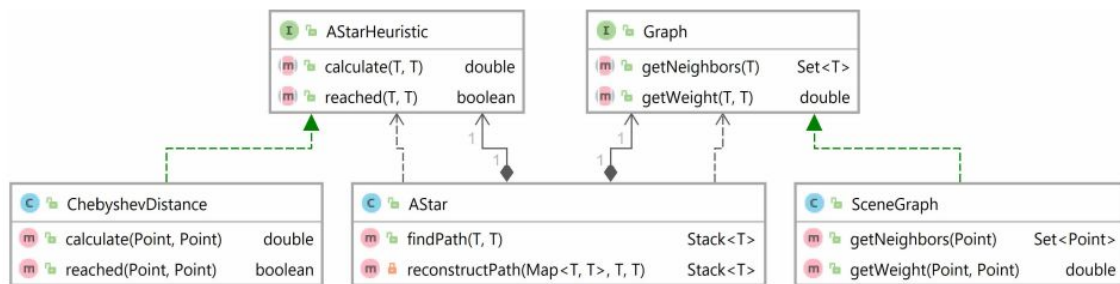 I AStarHeuristic
m calculate(T, T) double
m reached(T, T) boolean
I Graph
m getNeighbors(T) Set<T>
m getWeight(T, T) double
1 1
1 1
C ChebyshevDistance
m calculate(Point, Point) double
m reached(Point, Point) boolean
C AStar
m findPath(T, T) Stack<T>
m reconstructPath(Map<T, T>, T, T) Stack<T>
C SceneGraph
m getNeighbors(Point) Set<Point>
m getWeight(Point, Point) double